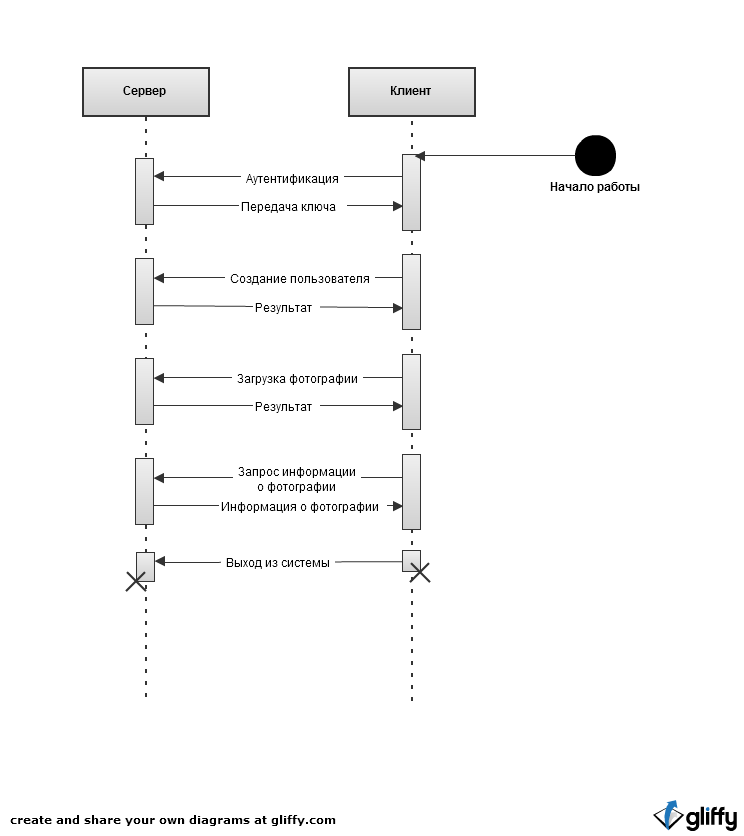 Сервер
Клиент
Начало работы
Аутентификация
Передача ключа
Создание пользователя
Результат
Загрузка фотографии
Результат
Запрос информации
о фотографии
Информация о фотографии
Выход из системы
create and share your own diagrams at gliffy.com
gliffy